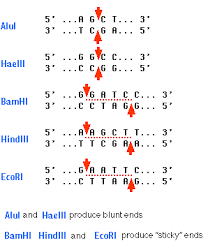 5' ...A G C T... 3'
AluI
3' ...T C G A... 5'
5' ...G G C C... 3'
HaeIII
3' ...C C G G... 5'
5' ...G G A T C C... 3'
BamHI
3' ...C C T A G G... 5'
5' ...A A G C T T... 3'
HindIII
3' ...T T C G A A... 5'
5' ...G A A T T C... 3'
EcoRI
3' ...C T T A A G... 5'
AluI and HaeIII produce blunt ends
BamHI HindIII and EcoRI produce "sticky" ends